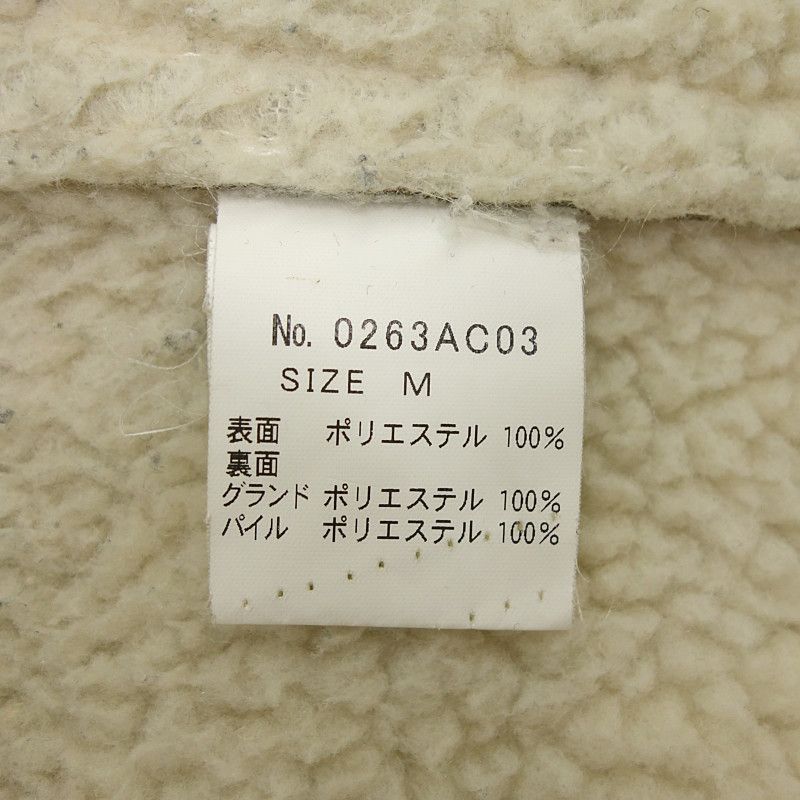 No. 0263AC03
SIZE M
表面 ポリエステル 100%
裏面
グランド ポリエステル 100%
パイル ポリエステル 100%